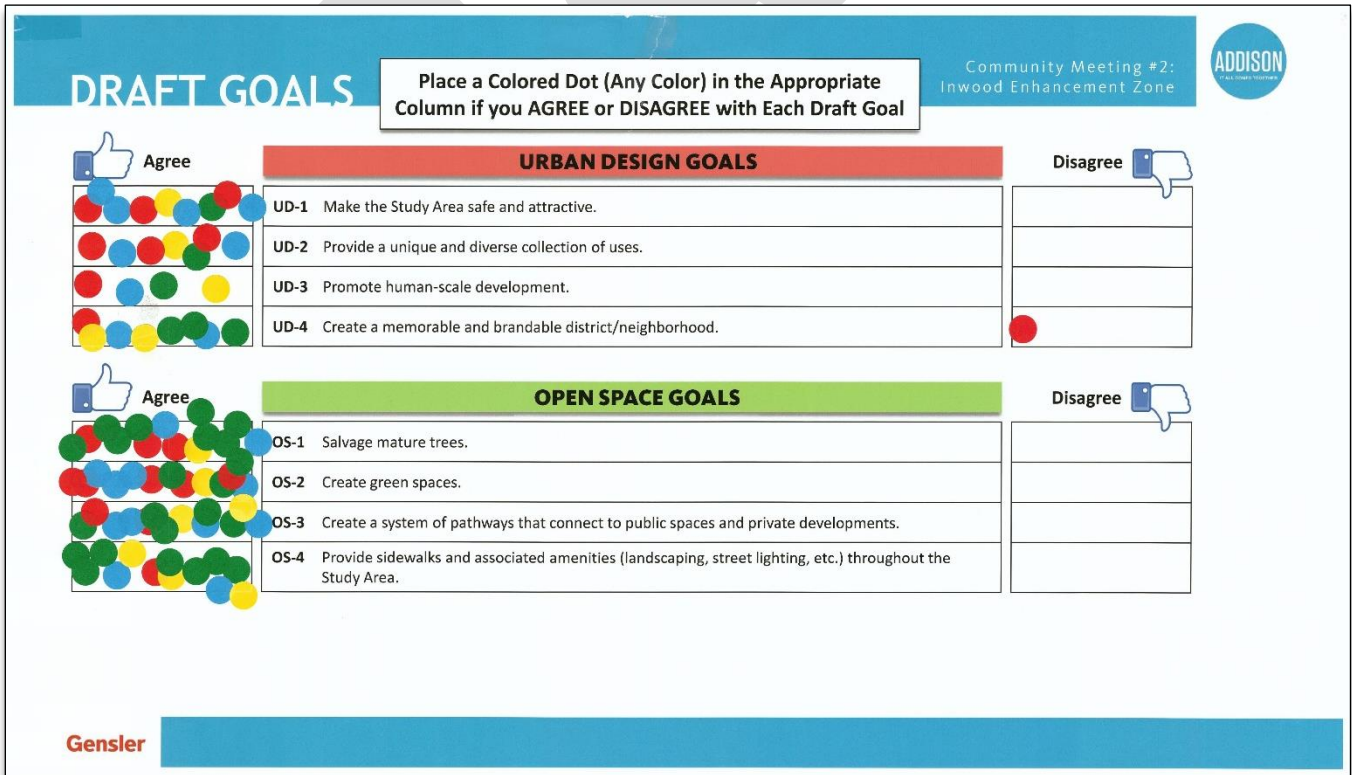 DRAFT GOALS
Place a Colored Dot (Any Color) in the Appropriate
Column if you AGREE or DISAGREE with Each Draft Goal
Community Meeting #2:
Inwood Enhancement Zone
ADDISON
IT ALL COMES TOGETHER.
Agree
URBAN DESIGN GOALS
Disagree
UD-1 Make the Study Area safe and attractive.
UD-2 Provide a unique and diverse collection of uses.
UD-3 Promote human-scale development.
UD-4 Create a memorable and brandable district/neighborhood.
Agree
OPEN SPACE GOALS
Disagree
OS-1 Salvage mature trees.
OS-2 Create green spaces.
OS-3 Create a system of pathways that connect to public spaces and private developments.
OS-4 Provide sidewalks and associated amenities (landscaping, street lighting, etc.) throughout the
Study Area.
Gensler